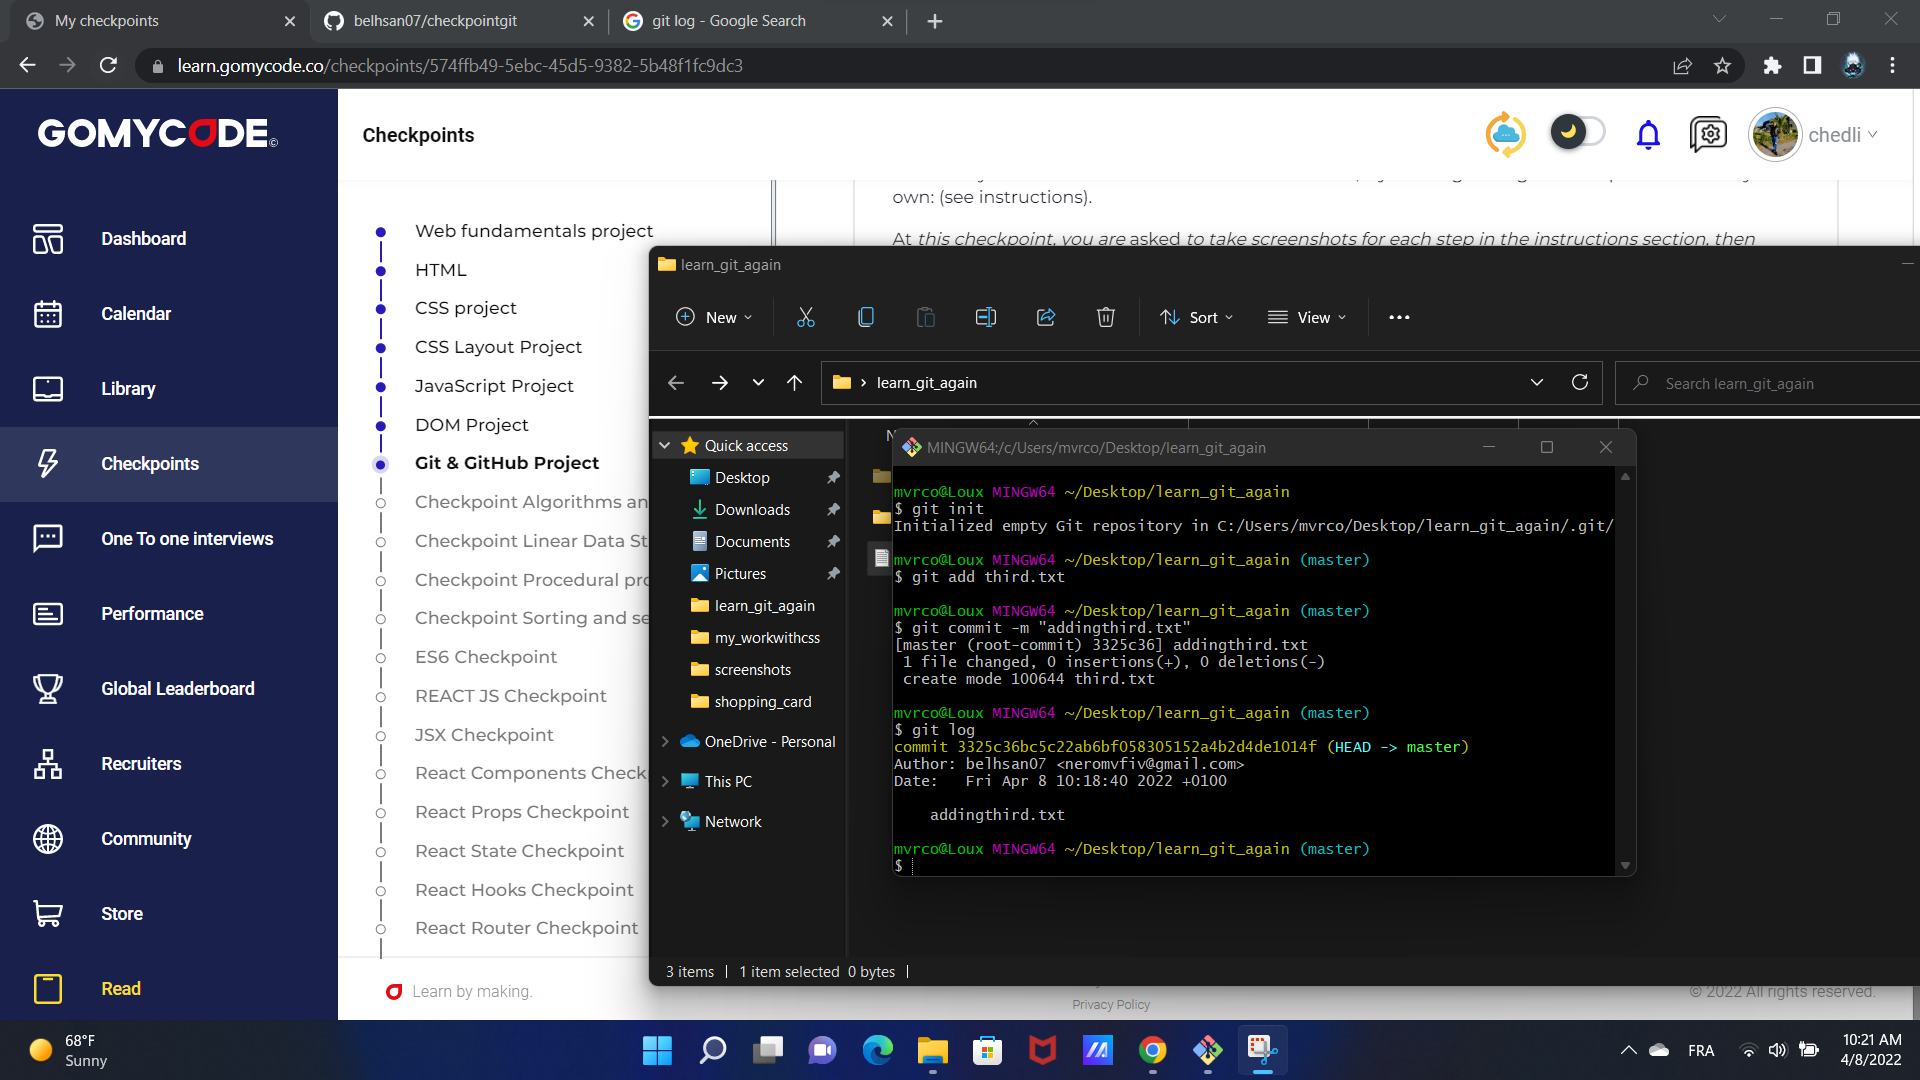 My checkpoints
belhsan07/checkpointgit
git log - Google Search
learn.gomycode.co/checkpoints/574ffb49-5ebc-45d5-9382-5b48f1fc9dc3
GOMYCODE
Checkpoints
chedli
Dashboard
Calendar
Library
Checkpoints
One To one interviews
Performance
Global Leaderboard
Recruiters
Community
Store
Read
Web fundamentals project
HTML
CSS project
CSS Layout Project
JavaScript Project
DOM Project
Git & GitHub Project
Checkpoint Algorithms an
Checkpoint Linear Data St
Checkpoint Procedural pro
Checkpoint Sorting and se
ES6 Checkpoint
REACT JS Checkpoint
JSX Checkpoint
React Components Check
React Props Checkpoint
React State Checkpoint
React Hooks Checkpoint
React Router Checkpoint
own: (see instructions).
At this checkpoint, you are asked to take screenshots for each step in the instructions section, then
learn_git_again
New
Sort
View
learn_git_again
Search learn_git_again
Quick access
Desktop
Downloads
Documents
Pictures
learn_git_again
my_workwithcss
screenshots
shopping_card
OneDrive - Personal
This PC
Network
N
MINGW64:/c/Users/mvrco/Desktop/learn_git_again
mvrco@Loux MINGW64 ~/Desktop/learn_git_again
$ git init
Initialized empty Git repository in C:/Users/mvrco/Desktop/learn_git_again/.git/
mvrco@Loux MINGW64 ~/Desktop/learn_git_again (master)
$ git add third.txt
mvrco@Loux MINGW64 ~/Desktop/learn_git_again (master)
$ git commit -m "addingthird.txt"
[master (root-commit) 3325c36] addingthird.txt
1 file changed, 0 insertions(+), 0 deletions(-)
create mode 100644 third.txt
mvrco@Loux MINGW64 ~/Desktop/learn_git_again (master)
$ git log
commit 3325c36bc5c22ab6bf058305152a4b2d4de1014f (HEAD -> master)
Author: belhsan07 <neromvfiv@gmail.com>
Date:   Fri Apr 8 10:18:40 2022 +0100
addingthird.txt
mvrco@Loux MINGW64 ~/Desktop/learn_git_again (master)
$
3 items
1 item selected 0 bytes
Learn by making.
Privacy Policy
© 2022 All rights reserved.
68°F
Sunny
FRA
10:21 AM
4/8/2022